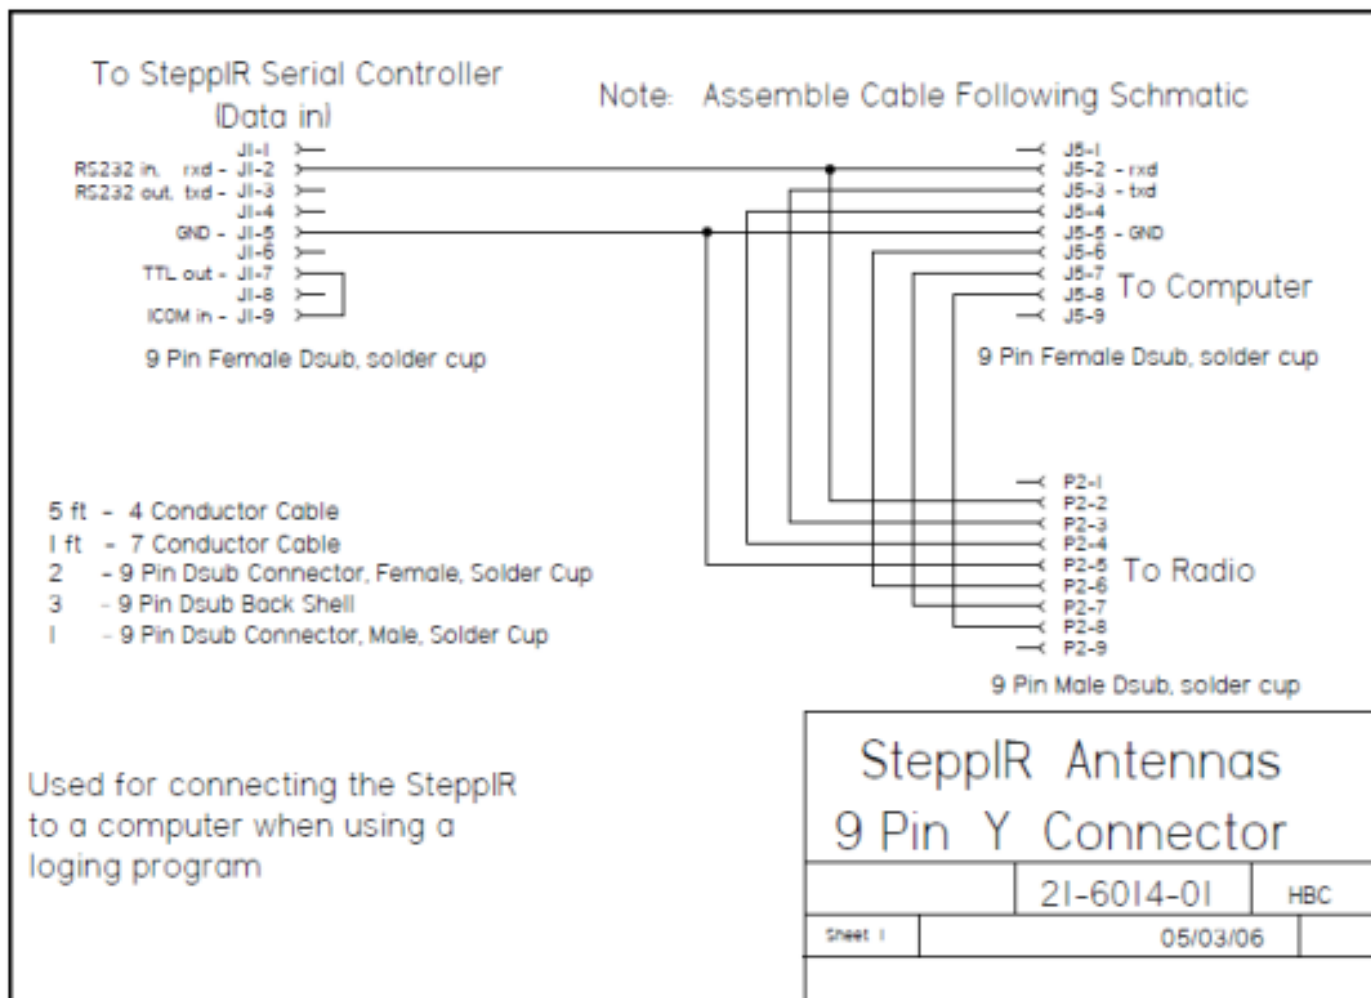 To SteppIR Serial Controller
(Data in)
Note: Assemble Cable Following Schmatic
J1-1
RS232 in, rxd - J1-2
RS232 out, txd - J1-3
J1-4
GND - J1-5
J1-6
TTL out - J1-7
J1-8
ICOM in - J1-9
9 Pin Female Dsub, solder cup
J5-1
J5-2 - rxd
J5-3 - txd
J5-4
J5-5 - GND
J5-6
J5-7
J5-8
J5-9
To Computer
9 Pin Female Dsub, solder cup
5 ft - 4 Conductor Cable
1 ft - 7 Conductor Cable
2 - 9 Pin Dsub Connector, Female, Solder Cup
3 - 9 Pin Dsub Back Shell
1 - 9 Pin Dsub Connector, Male, Solder Cup
P2-1
P2-2
P2-3
P2-4
P2-5
P2-6
P2-7
P2-8
P2-9
To Radio
9 Pin Male Dsub, solder cup
Used for connecting the SteppIR
to a computer when using a
loging program
SteppIR Antennas
9 Pin Y Connector
21-6014-01
HBC
Sheet 1
05/03/06